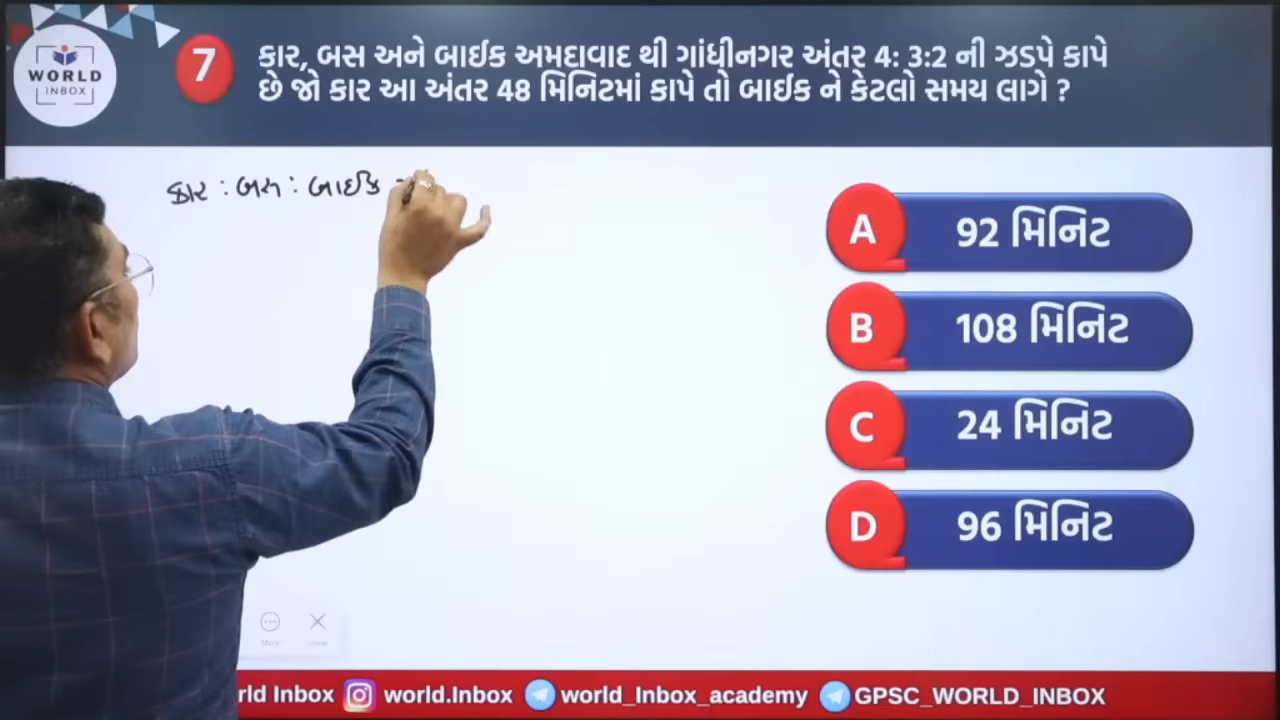 WORLD
INBOX
7
કાર, બસ અને બાઈક અમદાવાદ થી ગાંધીનગર અંતર 4: 3:2 ની ઝડપે કાપે
છે જો કાર આ અંતર 48 મિનિટમાં કાપે તો બાઈક ને કેટલો સમય લાગે ?
કાર : બસ : બાઈક
A 92 મિનિટ
B 108 મિનિટ
C 24 મિનિટ
D 96 મિનિટ
rld Inbox world.Inbox world_Inbox_academy GPSC_WORLD_INBOX